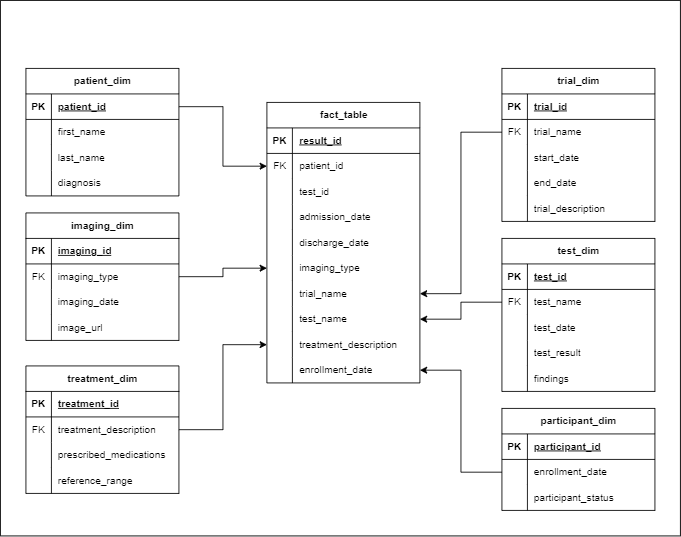 patient_dim
PK patient_id
first_name
last_name
diagnosis
imaging_dim
PK imaging_id
FK imaging_type
imaging_date
image_url
treatment_dim
PK treatment_id
FK treatment_description
prescribed_medications
reference_range
fact_table
PK result_id
FK patient_id
test_id
admission_date
discharge_date
imaging_type
trial_name
test_name
treatment_description
enrollment_date
trial_dim
PK trial_id
FK trial_name
start_date
end_date
trial_description
test_dim
PK test_id
FK test_name
test_date
test_result
findings
participant_dim
PK participant_id
enrollment_date
participant_status